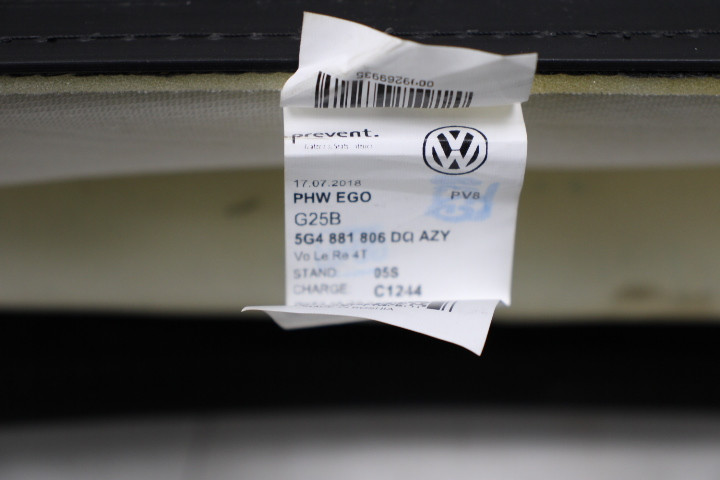 prevent.
17.07.2018
PHW EGO
PV8
G25B
5G4 881 806 DQ AZY
Vo Le Re 4T
STAND: 05S
CHARGE: C1244